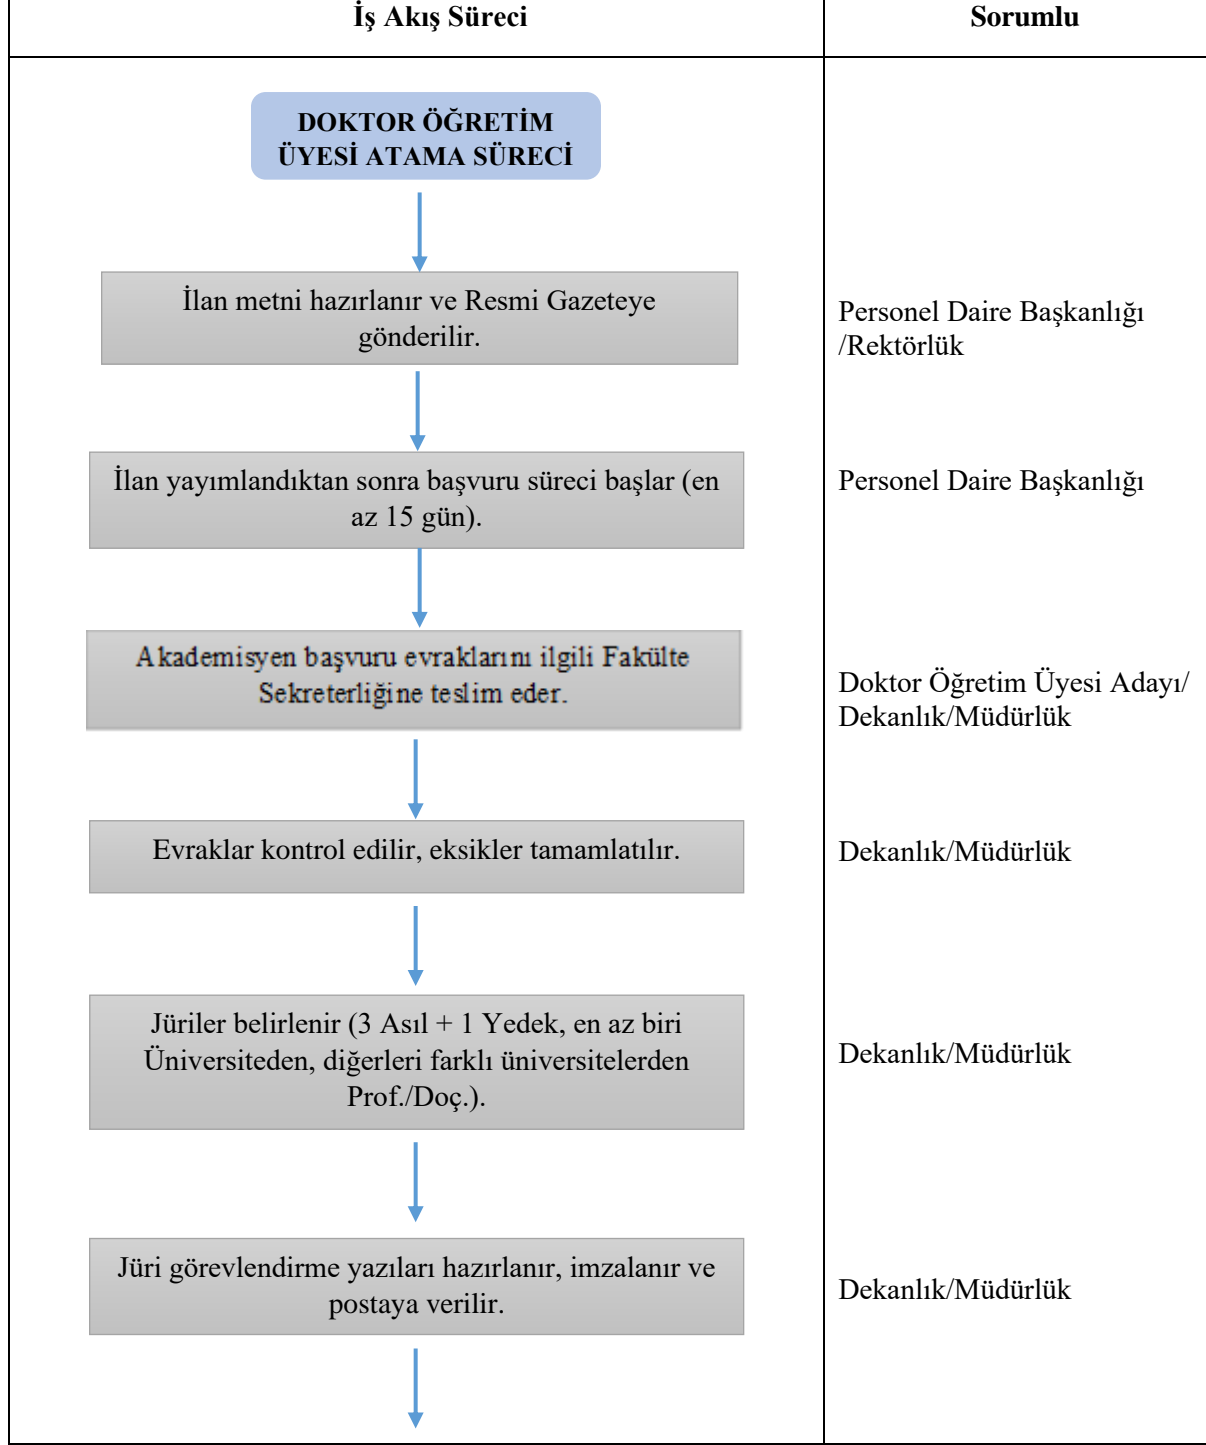 İş Akış Süreci
Sorumlu
DOKTOR ÖĞRETİM
ÜYESİ ATAMA SÜRECİ
İlan metni hazırlanır ve Resmi Gazeteye
gönderilir.
Personel Daire Başkanlığı
/Rektörlük
İlan yayımlandıktan sonra başvuru süreci başlar (en
az 15 gün).
Personel Daire Başkanlığı
Akademisyen başvuru evraklarını ilgili Fakülte
Sekreterliğine teslim eder.
Doktor Öğretim Üyesi Adayı/
Dekanlık/Müdürlük
Evraklar kontrol edilir, eksikler tamamlatılır.
Dekanlık/Müdürlük
Jüriler belirlenir (3 Asıl + 1 Yedek, en az biri
Üniversiteden, diğerleri farklı üniversitelerden
Prof./Doç.).
Dekanlık/Müdürlük
Jüri görevlendirme yazıları hazırlanır, imzalanır ve
postaya verilir.
Dekanlık/Müdürlük